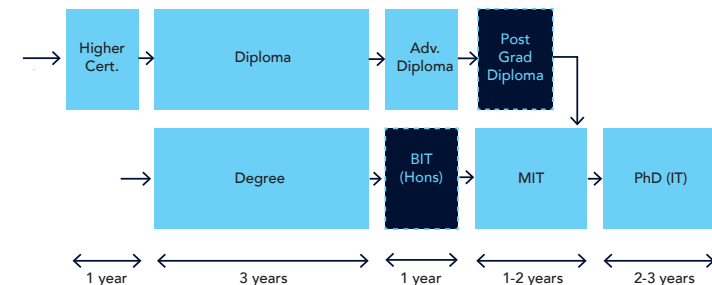 Higher
Cert.
Diploma
Adv.
Diploma
Post
Grad
Diploma
Degree
BIT
(Hons)
MIT
PhD (IT)
1 year
3 years
1 year
1-2 years
2-3 years